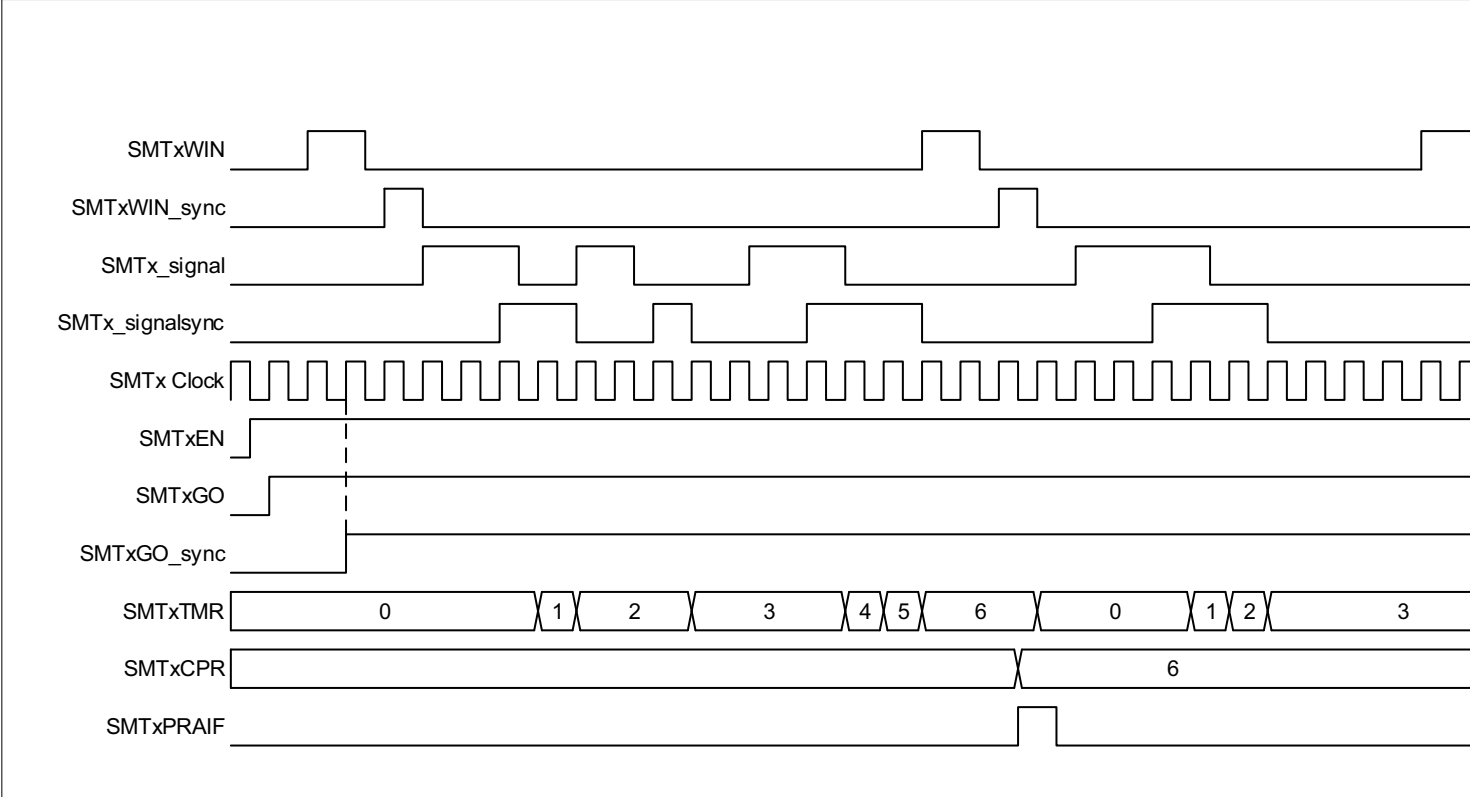 SMTxWIN
SMTxWIN_sync
SMTx_signal
SMTx_signalsync
SMTx Clock
SMTxEN
SMTxGO
SMTxGO_sync
SMTxTMR 0 1 2 3 4 5 6 0 1 2 3
SMTxCPR 6
SMTxPRAIF